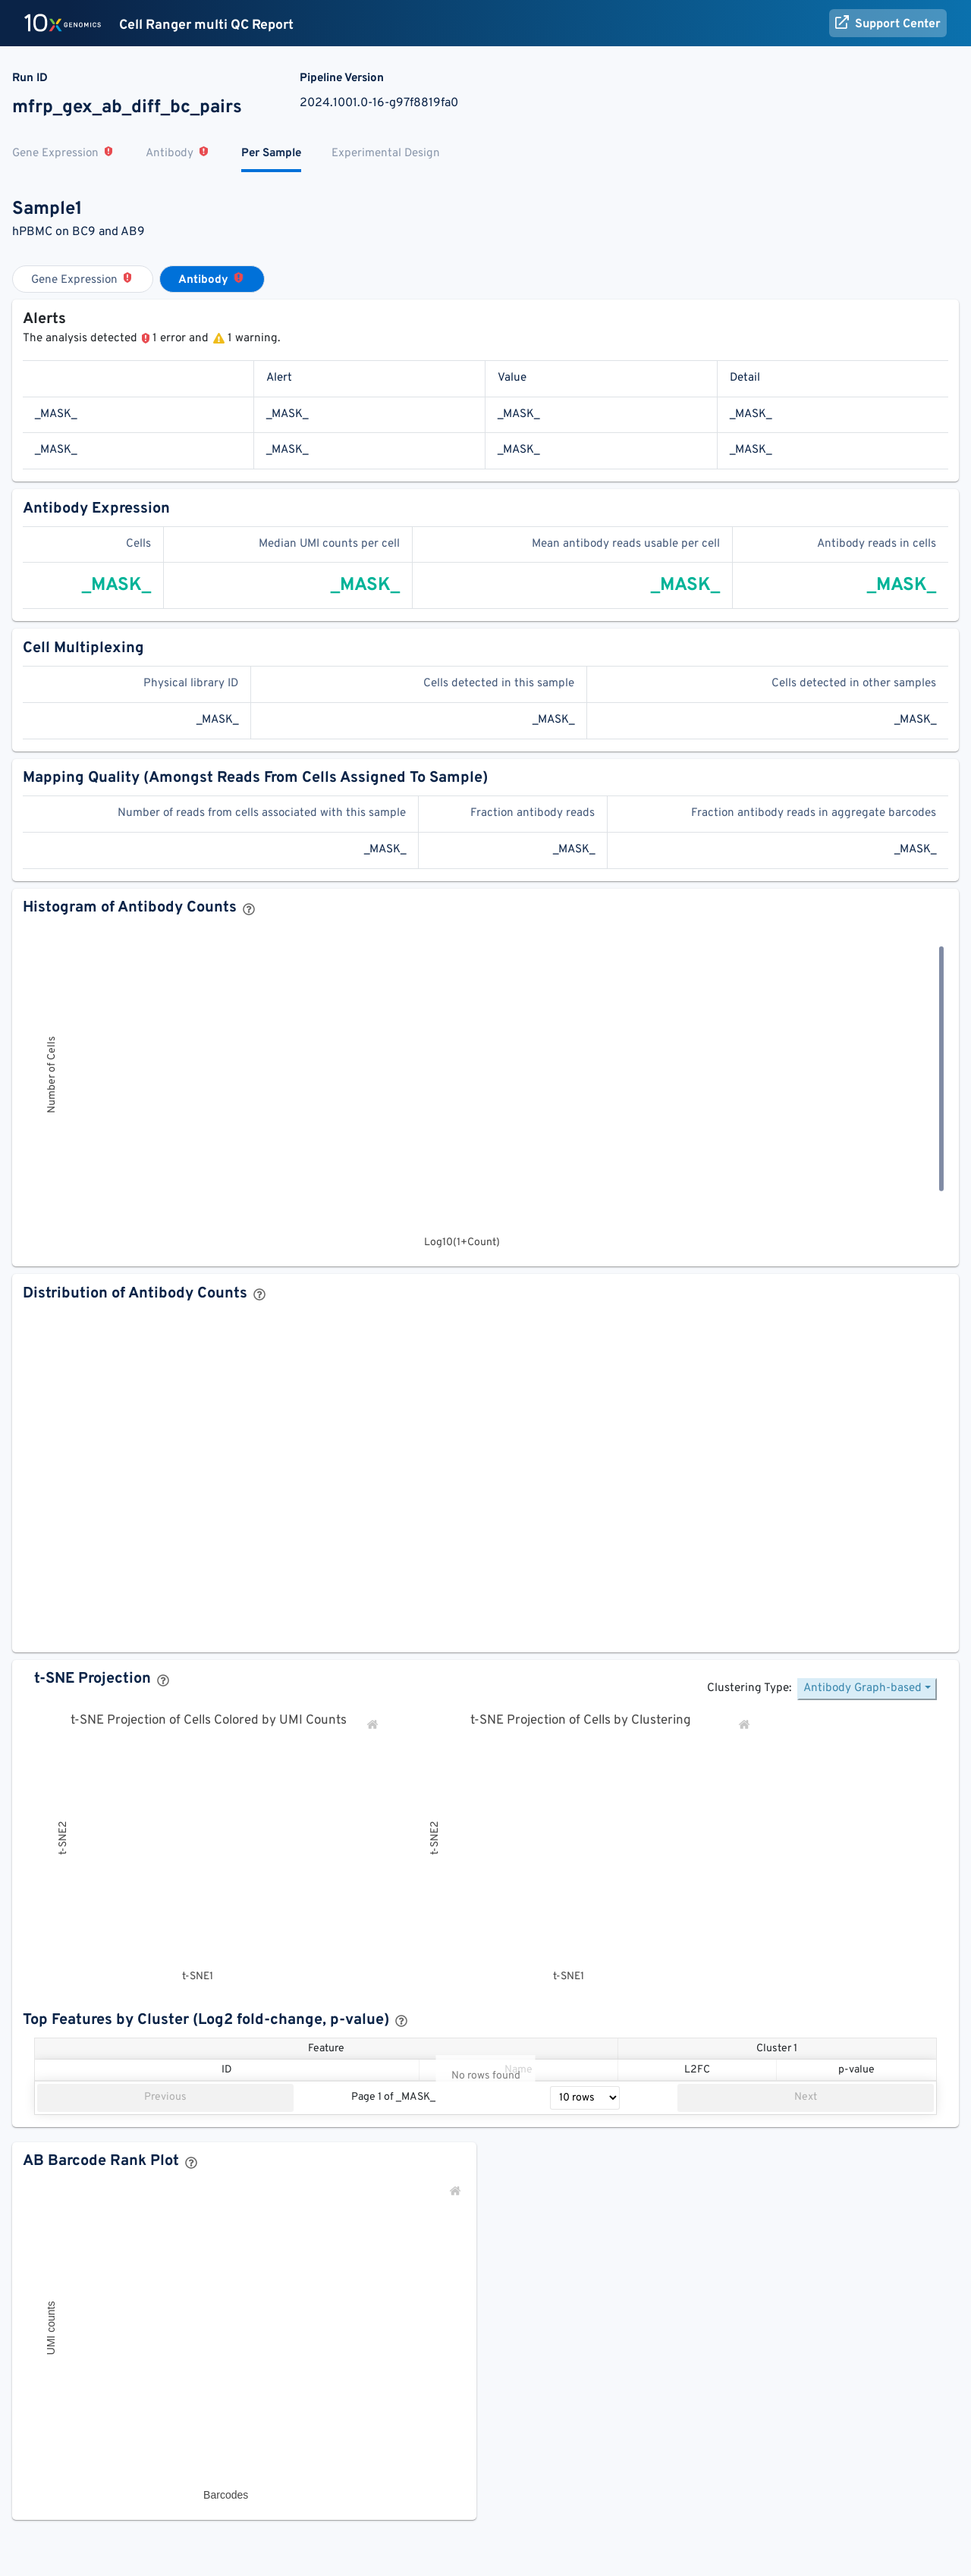 10x GENOMICS Cell Ranger multi QC Report Support Center
Run ID Pipeline Version
mfrp_gex_ab_diff_bc_pairs 2024.1001.0-16-g97f8819fa0
Gene Expression Antibody Per Sample Experimental Design
Sample1
hPBMC on BC9 and AB9
Gene Expression Antibody
Alerts
The analysis detected 1 error and 1 warning.
Alert Value Detail
_MASK_ _MASK_ _MASK_ _MASK_
_MASK_ _MASK_ _MASK_ _MASK_
Antibody Expression
Cells Median UMI counts per cell Mean antibody reads usable per cell Antibody reads in cells
_MASK_ _MASK_ _MASK_ _MASK_
Cell Multiplexing
Physical library ID Cells detected in this sample Cells detected in other samples
_MASK_ _MASK_ _MASK_
Mapping Quality (Amongst Reads From Cells Assigned To Sample)
Number of reads from cells associated with this sample Fraction antibody reads Fraction antibody reads in aggregate barcodes
_MASK_ _MASK_ _MASK_
Histogram of Antibody Counts
Number of Cells
Log10(1+Count)
Distribution of Antibody Counts
t-SNE Projection
Clustering Type: Antibody Graph-based
t-SNE Projection of Cells Colored by UMI Counts t-SNE Projection of Cells by Clustering
t-SNE2 t-SNE2
t-SNE1 t-SNE1
Top Features by Cluster (Log2 fold-change, p-value)
Feature Cluster 1
ID Name L2FC p-value
No rows found
Previous Page 1 of _MASK_ 10 rows Next
AB Barcode Rank Plot
UMI counts
Barcodes